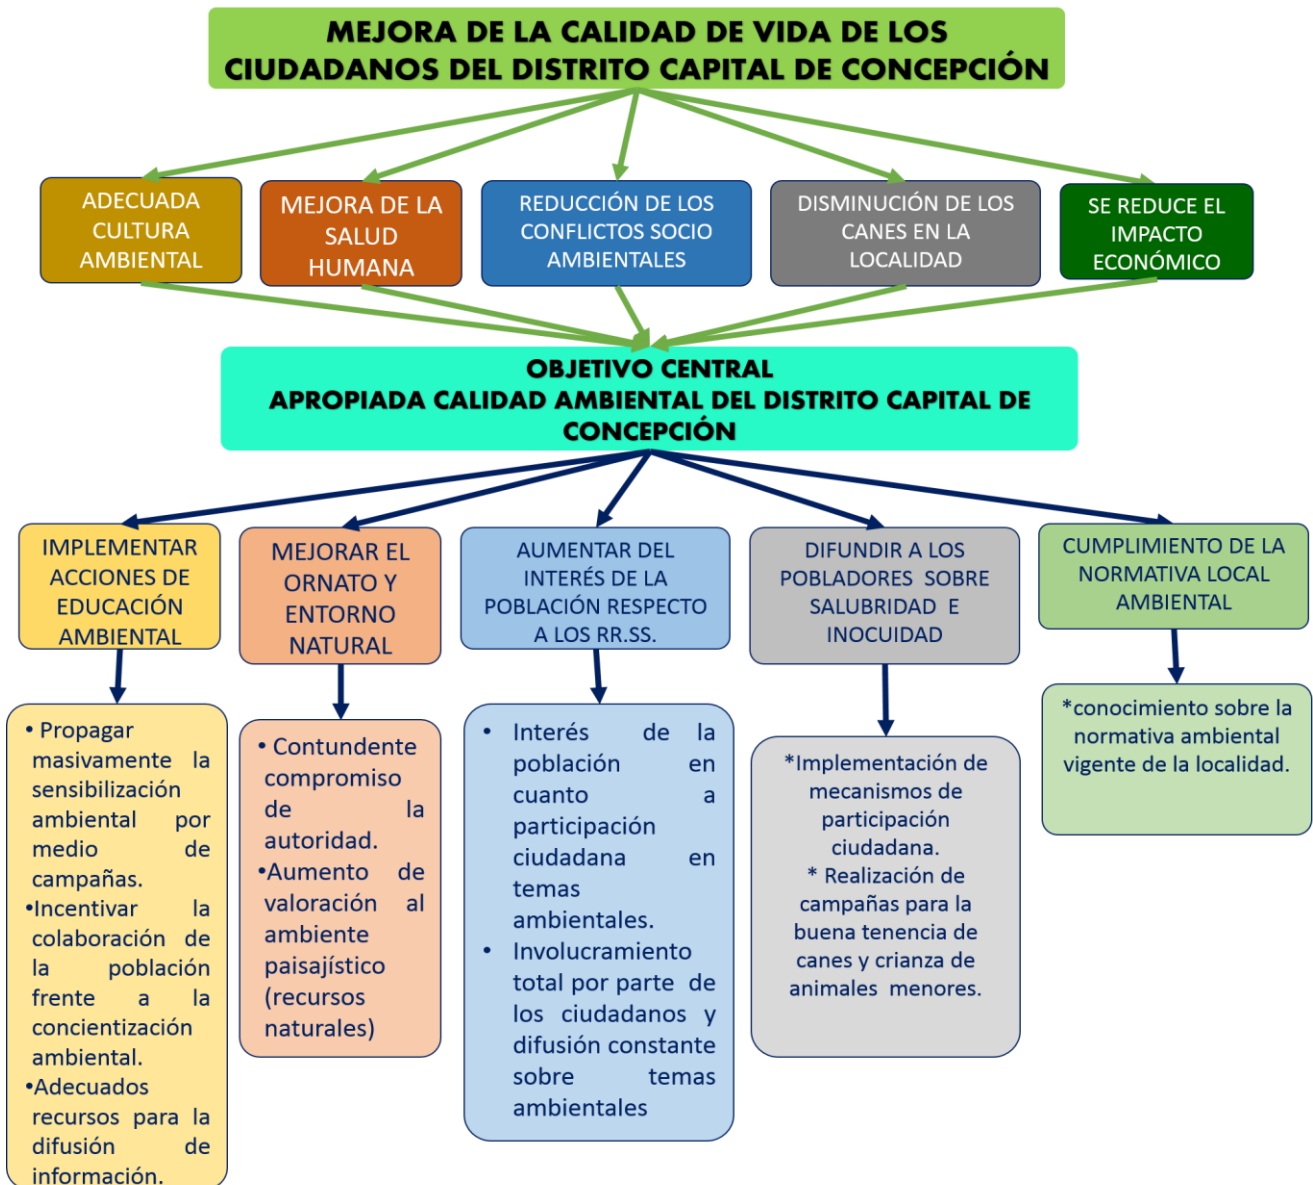 MEJORA DE LA CALIDAD DE VIDA DE LOS
CIUDADANOS DEL DISTRITO CAPITAL DE CONCEPCIÓN
ADECUADA
CULTURA
AMBIENTAL
MEJORA DE LA
SALUD
HUMANA
REDUCCIÓN DE LOS
CONFLICTOS SOCIO
AMBIENTALES
DISMINUCIÓN DE LOS
CANES EN LA
LOCALIDAD
SE REDUCE EL
IMPACTO
ECONÓMICO
OBJETIVO CENTRAL
APROPIADA CALIDAD AMBIENTAL DEL DISTRITO CAPITAL DE
CONCEPCIÓN
IMPLEMENTAR
ACCIONES DE
EDUCACIÓN
AMBIENTAL
MEJORAR EL
ORNATO Y
ENTORNO
NATURAL
AUMENTAR DEL
INTERÉS DE LA
POBLACIÓN RESPECTO
A LOS RR.SS.
DIFUNDIR A LOS
POBLADORES SOBRE
SALUBRIDAD E
INOCUIDAD
CUMPLIMIENTO DE LA
NORMATIVA LOCAL
AMBIENTAL
• Propagar
masivamente la
sensibilización
ambiental por
medio de
campañas.
•Incentivar la
colaboración de
la población
frente a la
concientización
ambiental.
•Adecuados
recursos para la
difusión de
información.
• Contundente
compromiso
de la
autoridad.
•Aumento de
valoración al
ambiente
paisajístico
(recursos
naturales)
• Interés de la
población en
cuanto a
participación
ciudadana en
temas
ambientales.
• Involucramiento
total por parte de
los ciudadanos y
difusión constante
sobre temas
ambientales
*Implementación de
mecanismos de
participación
ciudadana.
* Realización de
campañas para la
buena tenencia de
canes y crianza de
animales menores.
*conocimiento sobre la
normativa ambiental
vigente de la localidad.